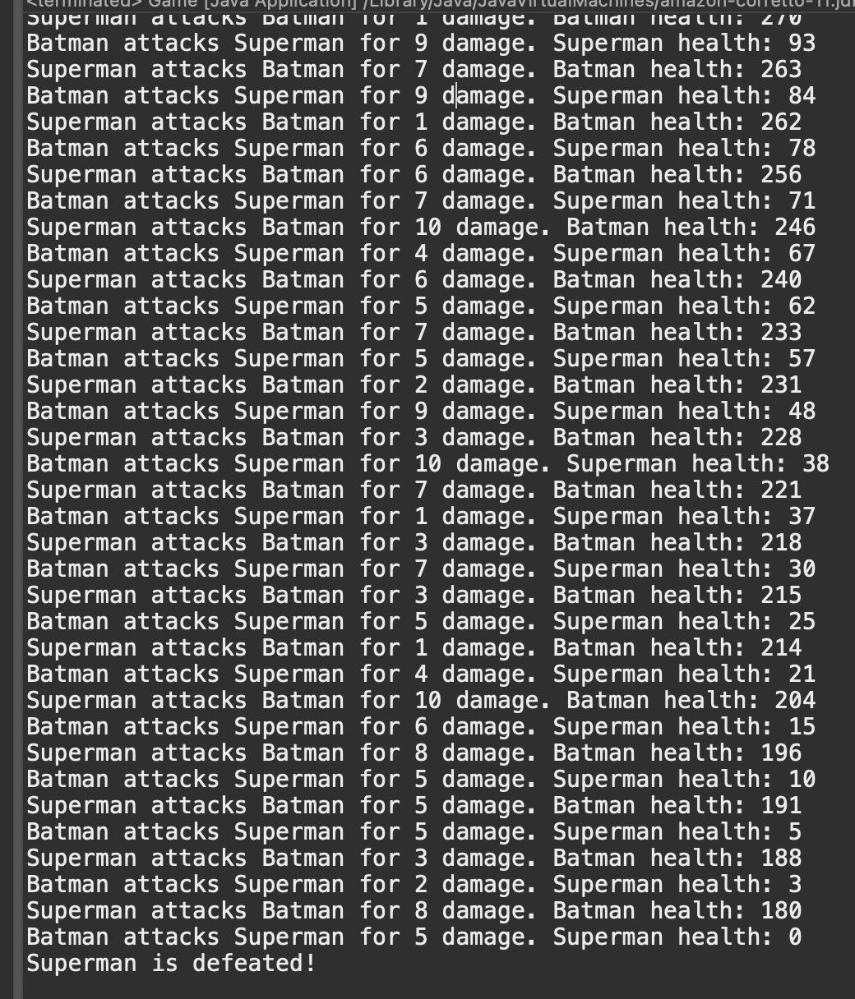 <terminated> Game [Java Application] /Library/Java/JavaVirtualMachines/amazon-corretto-11.jd
Superman attacks Batman for 1 damage. Batman health: 270
Batman attacks Superman for 9 damage. Superman health: 93
Superman attacks Batman for 7 damage. Batman health: 263
Batman attacks Superman for 9 damage. Superman health: 84
Superman attacks Batman for 1 damage. Batman health: 262
Batman attacks Superman for 6 damage. Superman health: 78
Superman attacks Batman for 6 damage. Batman health: 256
Batman attacks Superman for 7 damage. Superman health: 71
Superman attacks Batman for 10 damage. Batman health: 246
Batman attacks Superman for 4 damage. Superman health: 67
Superman attacks Batman for 6 damage. Batman health: 240
Batman attacks Superman for 5 damage. Superman health: 62
Superman attacks Batman for 7 damage. Batman health: 233
Batman attacks Superman for 5 damage. Superman health: 57
Superman attacks Batman for 2 damage. Batman health: 231
Batman attacks Superman for 9 damage. Superman health: 48
Superman attacks Batman for 3 damage. Batman health: 228
Batman attacks Superman for 10 damage. Superman health: 38
Superman attacks Batman for 7 damage. Batman health: 221
Batman attacks Superman for 1 damage. Superman health: 37
Superman attacks Batman for 3 damage. Batman health: 218
Batman attacks Superman for 7 damage. Superman health: 30
Superman attacks Batman for 3 damage. Batman health: 215
Batman attacks Superman for 5 damage. Superman health: 25
Superman attacks Batman for 1 damage. Batman health: 214
Batman attacks Superman for 4 damage. Superman health: 21
Superman attacks Batman for 10 damage. Batman health: 204
Batman attacks Superman for 6 damage. Superman health: 15
Superman attacks Batman for 8 damage. Batman health: 196
Batman attacks Superman for 5 damage. Superman health: 10
Superman attacks Batman for 5 damage. Batman health: 191
Batman attacks Superman for 5 damage. Superman health: 5
Superman attacks Batman for 3 damage. Batman health: 188
Batman attacks Superman for 2 damage. Superman health: 3
Superman attacks Batman for 8 damage. Batman health: 180
Batman attacks Superman for 5 damage. Superman health: 0
Superman is defeated!